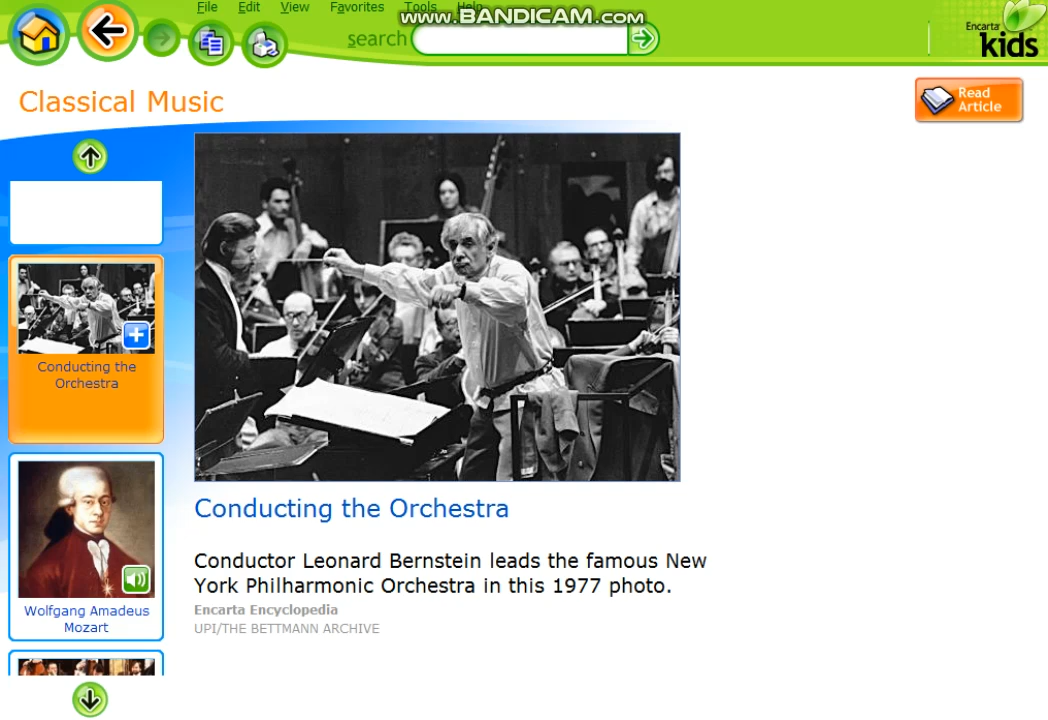 File Edit View Favorites Tools Help
www.BANDICAM.com
search
Encarta
kids
Classical Music
Read
Article
Conducting the
Orchestra
Wolfgang Amadeus
Mozart
Conducting the Orchestra
Conductor Leonard Bernstein leads the famous New
York Philharmonic Orchestra in this 1977 photo.
Encarta Encyclopedia
UPI/THE BETTMANN ARCHIVE